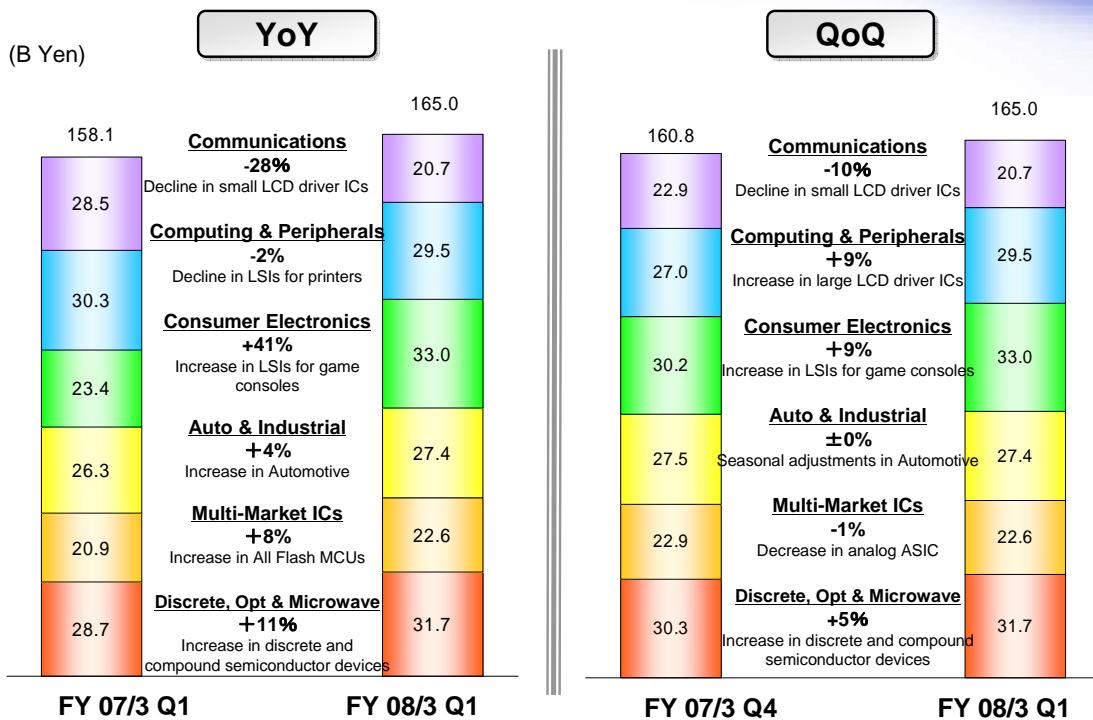 YoY
QoQ
(B Yen)
158.1
28.5
30.3
23.4
26.3
20.9
28.7
FY 07/3 Q1
Communications
-28%
Decline in small LCD driver ICs
Computing & Peripherals
-2%
Decline in LSIs for printers
Consumer Electronics
+41%
Increase in LSIs for game
consoles
Auto & Industrial
+4%
Increase in Automotive
Multi-Market ICs
+8%
Increase in All Flash MCUs
Discrete, Opt & Microwave
+11%
Increase in discrete and
compound semiconductor devices
165.0
20.7
29.5
33.0
27.4
22.6
31.7
FY 08/3 Q1
160.8
22.9
27.0
30.2
27.5
22.9
30.3
FY 07/3 Q4
Communications
-10%
Decline in small LCD driver ICs
Computing & Peripherals
+9%
Increase in large LCD driver ICs
Consumer Electronics
+9%
Increase in LSIs for game consoles
Auto & Industrial
±0%
Seasonal adjustments in Automotive
Multi-Market ICs
-1%
Decrease in analog ASIC
Discrete, Opt & Microwave
+5%
Increase in discrete and compound
semiconductor devices
165.0
20.7
29.5
33.0
27.4
22.6
31.7
FY 08/3 Q1